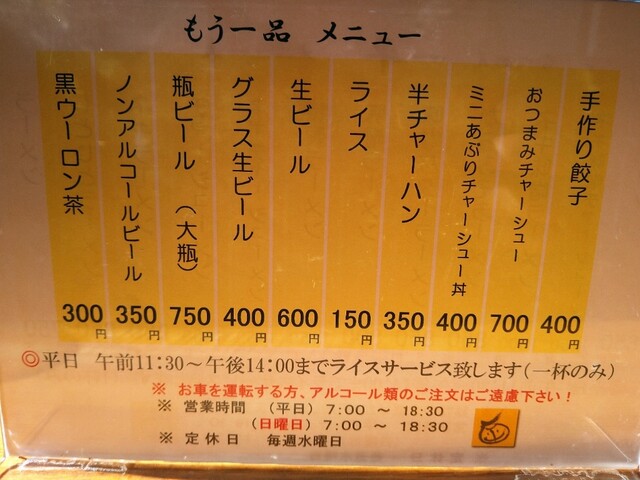 もう一品 メニュー
手作り餃子 400円
おつまみチャーシュー 700円
ミニあぶりチャーシュー丼 400円
半チャーハン 350円
ライス 150円
生ビール 600円
グラス生ビール 400円
瓶ビール (大瓶) 750円
ノンアルコールビール 350円
黒ウーロン茶 300円
◎平日 午前11:30～午後14:00までライスサービス致します(一杯のみ)
※ お車を運転する方、アルコール類のご注文はご遠慮下さい!
※ 営業時間 (平日) 7:00 ～ 18:30
(日曜日) 7:00 ～ 18:30
※ 定休日 毎週水曜日